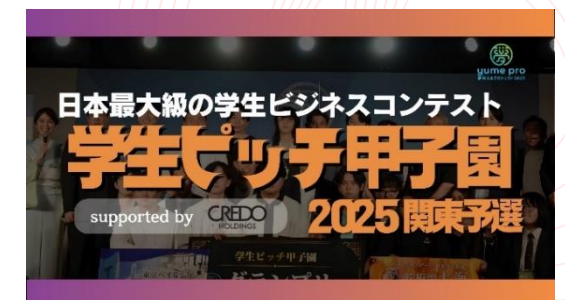 夢
yume pro
日本最大級の学生ビジネスコンテスト
学生ピッチ甲子園
supported by CREDO HOLDINGS
2025関東予選
学生ピッチ甲子園
グランプリ